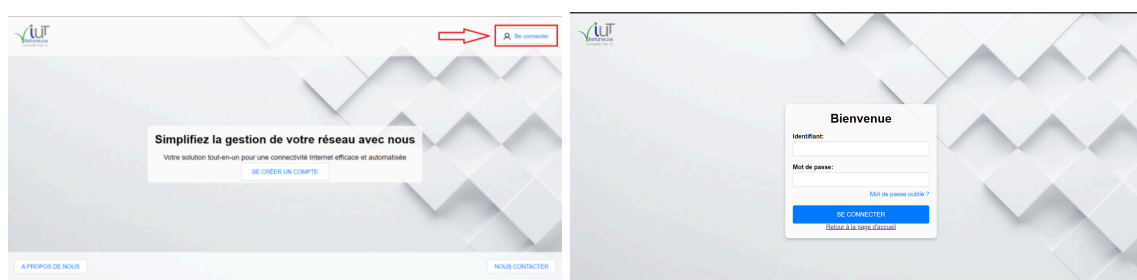 iUT
Villetaneuse
Se connecter
Simplifiez la gestion de votre réseau avec nous
Votre solution tout-en-un pour une connectivité Internet efficace et automatisée
SE CRÉER UN COMPTE
A PROPOS DE NOUS
NOUS CONTACTER
iUT
Villetaneuse
Bienvenue
Identifiant:
Mot de passe:
Mot de passe oublié ?
SE CONNECTER
Retour à la page d'accueil